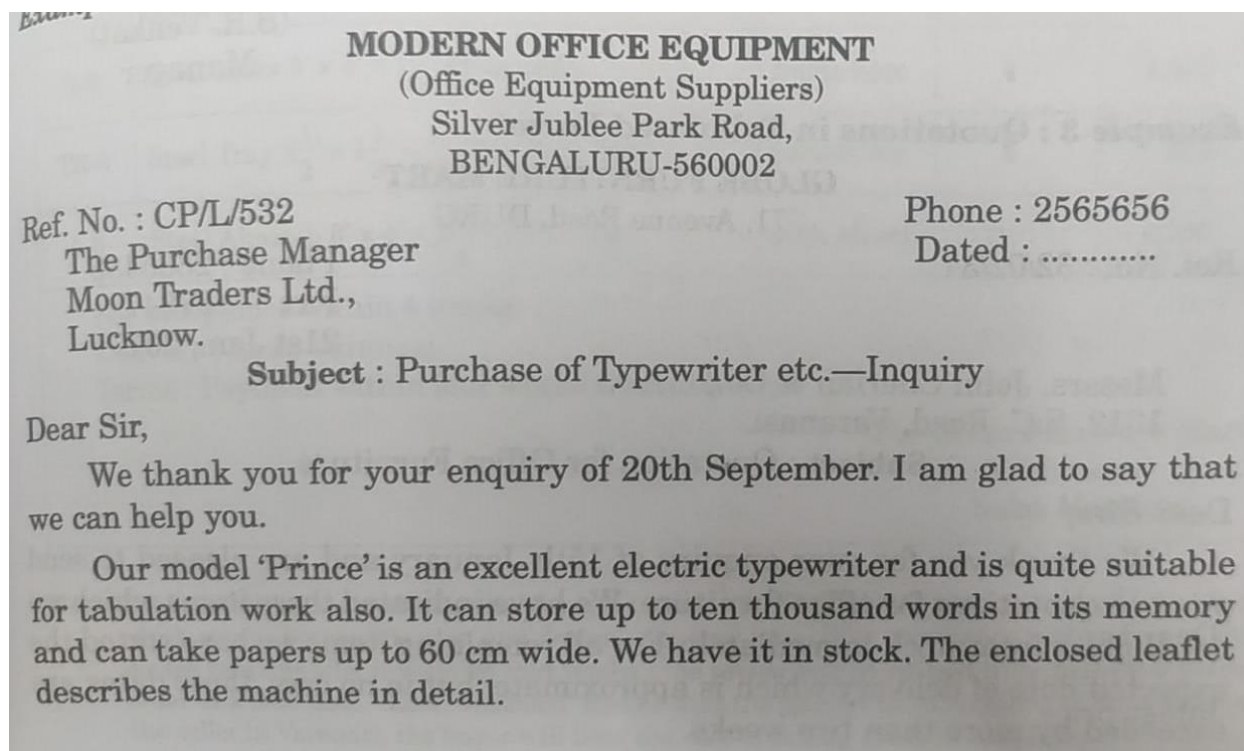 MODERN OFFICE EQUIPMENT
(Office Equipment Suppliers)
Silver Jublee Park Road,
BENGALURU-560002
Ref. No. : CP/L/532
Phone : 2565656
The Purchase Manager
Dated : ............
Moon Traders Ltd.,
Lucknow.
Subject : Purchase of Typewriter etc.—Inquiry
Dear Sir,
We thank you for your enquiry of 20th September. I am glad to say that
we can help you.
Our model ‘Prince’ is an excellent electric typewriter and is quite suitable
for tabulation work also. It can store up to ten thousand words in its memory
and can take papers up to 60 cm wide. We have it in stock. The enclosed leaflet
describes the machine in detail.